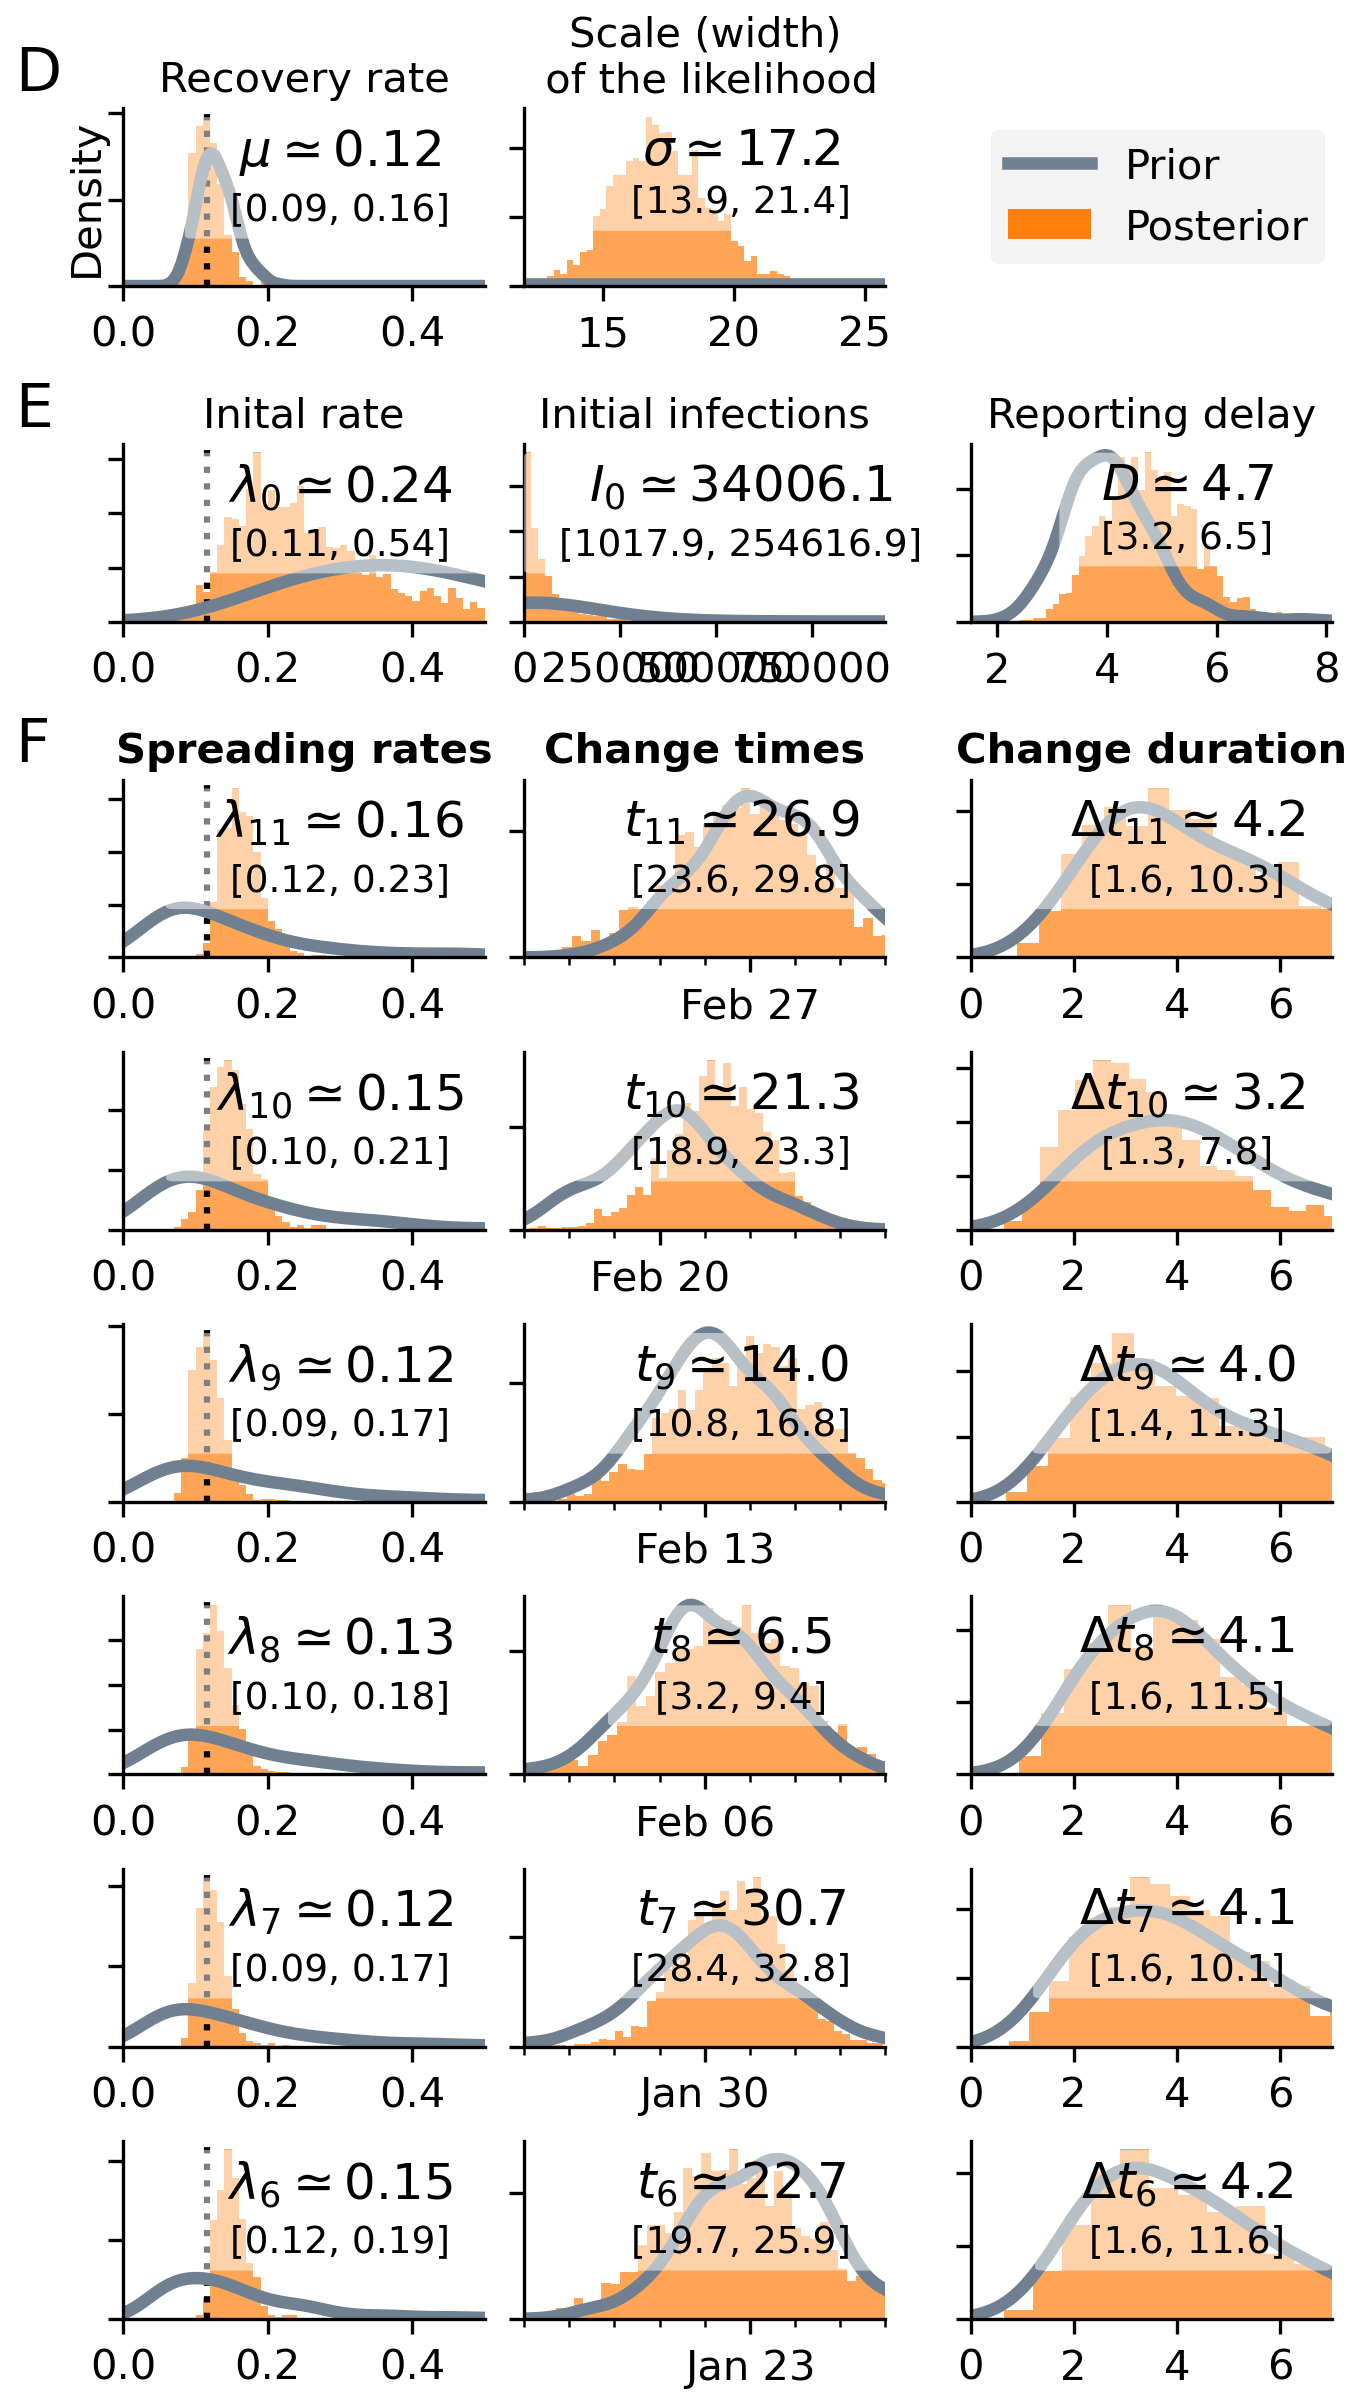 D
Recovery rate
Scale (width)
of the likelihood
Density
μ ≃ 0.12
[0.09, 0.16]
σ ≃ 17.2
[13.9, 21.4]
Prior
Posterior
0.0 0.2 0.4
15 20 25
E
Inital rate
Initial infections
Reporting delay
λ₀ ≃ 0.24
[0.11, 0.54]
I₀ ≃ 34006.1
[1017.9, 254616.9]
D ≃ 4.7
[3.2, 6.5]
0.0 0.2 0.4
0 250000 500000 750000
2 4 6 8
F
Spreading rates
Change times
Change duration
λ₁₁ ≃ 0.16
[0.12, 0.23]
t₁₁ ≃ 26.9
[23.6, 29.8]
Δt₁₁ ≃ 4.2
[1.6, 10.3]
0.0 0.2 0.4
Feb 27
0 2 4 6
λ₁₀ ≃ 0.15
[0.10, 0.21]
t₁₀ ≃ 21.3
[18.9, 23.3]
Δt₁₀ ≃ 3.2
[1.3, 7.8]
0.0 0.2 0.4
Feb 20
0 2 4 6
λ₉ ≃ 0.12
[0.09, 0.17]
t₉ ≃ 14.0
[10.8, 16.8]
Δt₉ ≃ 4.0
[1.4, 11.3]
0.0 0.2 0.4
Feb 13
0 2 4 6
λ₈ ≃ 0.13
[0.10, 0.18]
t₈ ≃ 6.5
[3.2, 9.4]
Δt₈ ≃ 4.1
[1.6, 11.5]
0.0 0.2 0.4
Feb 06
0 2 4 6
λ₇ ≃ 0.12
[0.09, 0.17]
t₇ ≃ 30.7
[28.4, 32.8]
Δt₇ ≃ 4.1
[1.6, 10.1]
0.0 0.2 0.4
Jan 30
0 2 4 6
λ₆ ≃ 0.15
[0.12, 0.19]
t₆ ≃ 22.7
[19.7, 25.9]
Δt₆ ≃ 4.2
[1.6, 11.6]
0.0 0.2 0.4
Jan 23
0 2 4 6